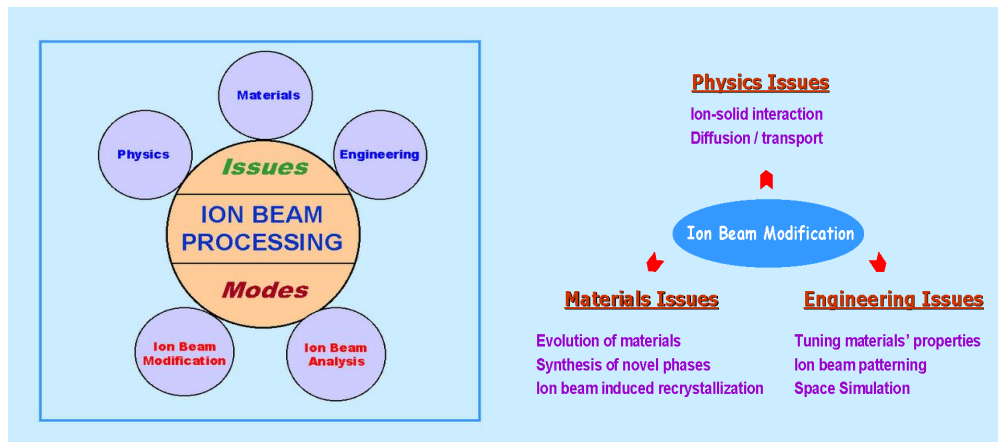 Materials
Physics
Engineering
Issues
ION BEAM
PROCESSING
Modes
Ion Beam
Modification
Ion Beam
Analysis
Physics Issues
Ion-solid interaction
Diffusion / transport
Ion Beam Modification
Materials Issues
Evolution of materials
Synthesis of novel phases
Ion beam induced recrystallization
Engineering Issues
Tuning materials' properties
Ion beam patterning
Space Simulation